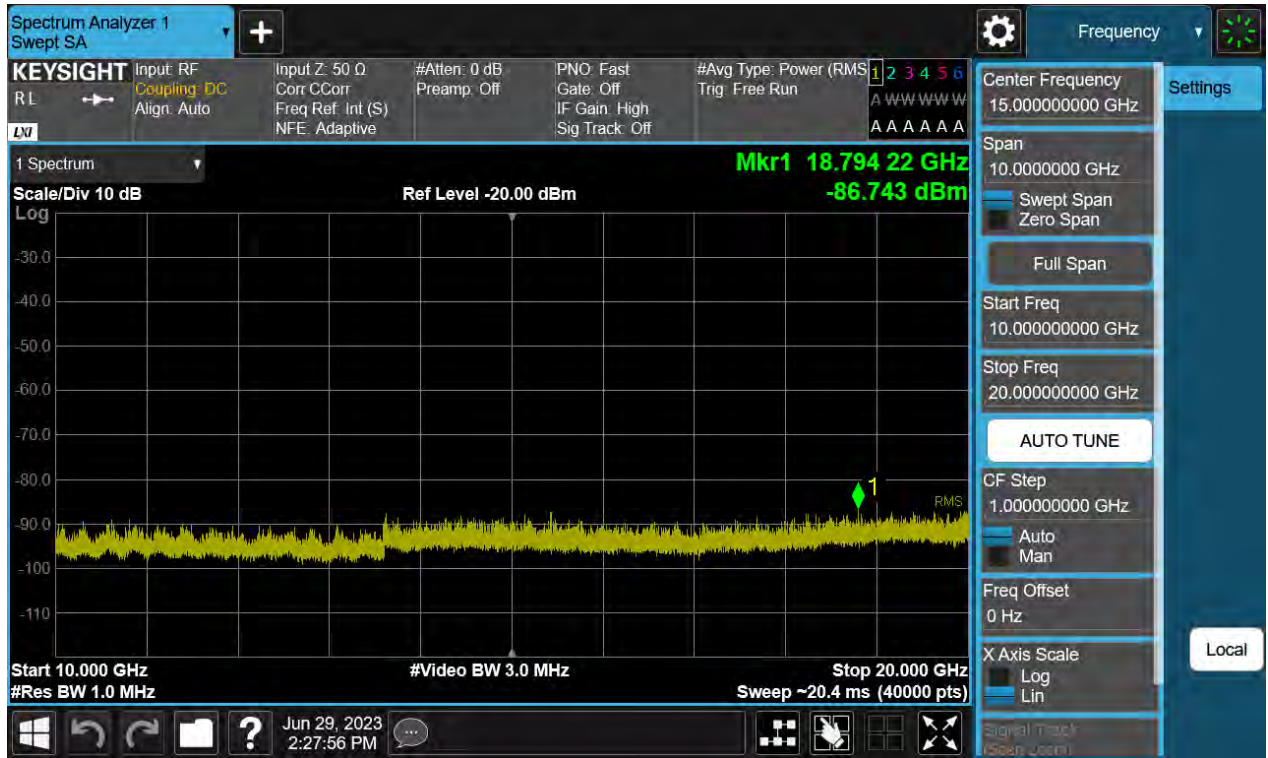 Spectrum Analyzer 1
Swept SA
+
Frequency
KEYSIGHT
RL
LXI
Input: RF
Coupling: DC
Align: Auto
Input Z: 50 Ω
Corr CCorr
Freq Ref: Int (S)
NFE: Adaptive
#Atten: 0 dB
Preamp: Off
PNO: Fast
Gate: Off
IF Gain: High
Sig Track: Off
#Avg Type: Power (RMS
Trig: Free Run
1 2 3 4 5 6
A W W W W W
A A A A A A
1 Spectrum
Scale/Div 10 dB
Log
Ref Level -20.00 dBm
Mkr1 18.794 22 GHz
-86.743 dBm
-30.0
-40.0
-50.0
-60.0
-70.0
-80.0
-90.0
-100
-110
1
RMS
Start 10.000 GHz
#Res BW 1.0 MHz
#Video BW 3.0 MHz
Stop 20.000 GHz
Sweep ~20.4 ms (40000 pts)
Center Frequency
15.000000000 GHz
Span
10.0000000 GHz
Swept Span
Zero Span
Full Span
Start Freq
10.000000000 GHz
Stop Freq
20.000000000 GHz
AUTO TUNE
CF Step
1.000000000 GHz
Auto
Man
Freq Offset
0 Hz
X Axis Scale
Log
Lin
Signal Track
(Span Zoom)
Settings
Local
?
Jun 29, 2023
2:27:56 PM